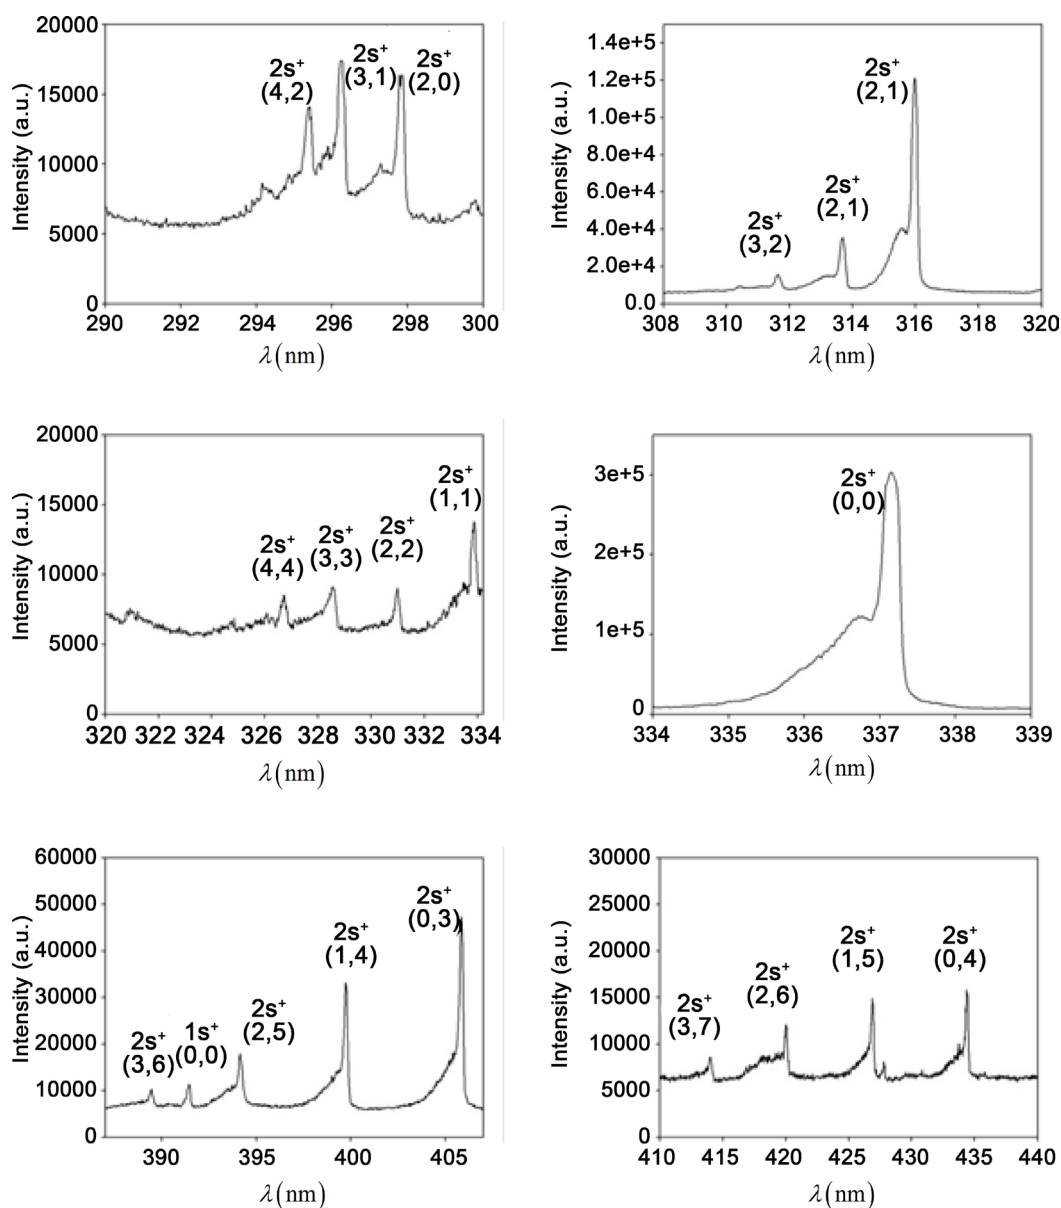 20000
15000
10000
5000
0
Intensity (a.u.)
2s⁺
(4,2)
2s⁺
(3,1)
2s⁺
(2,0)
290 292 294 296 298 300
λ(nm)
1.4e+5
1.2e+5
1.0e+5
8.0e+4
6.0e+4
4.0e+4
2.0e+4
0.0
Intensity (a.u.)
2s⁺
(3,2)
2s⁺
(2,1)
2s⁺
(2,1)
308 310 312 314 316 318 320
λ(nm)
20000
15000
10000
5000
0
Intensity (a.u.)
2s⁺
(4,4)
2s⁺
(3,3)
2s⁺
(2,2)
2s⁺
(1,1)
320 322 324 326 328 330 332 334
λ(nm)
3e+5
2e+5
1e+5
0
Intensity (a.u.)
2s⁺
(0,0)
334 335 336 337 338 339
λ(nm)
60000
50000
40000
30000
20000
10000
0
Intensity (a.u.)
2s⁺
(3,6)
1s⁺
(0,0)
2s⁺
(2,5)
2s⁺
(1,4)
2s⁺
(0,3)
390 395 400 405
λ(nm)
30000
25000
20000
15000
10000
5000
0
Intensity (a.u.)
2s⁺
(3,7)
2s⁺
(2,6)
2s⁺
(1,5)
2s⁺
(0,4)
410 415 420 425 430 435 440
λ(nm)